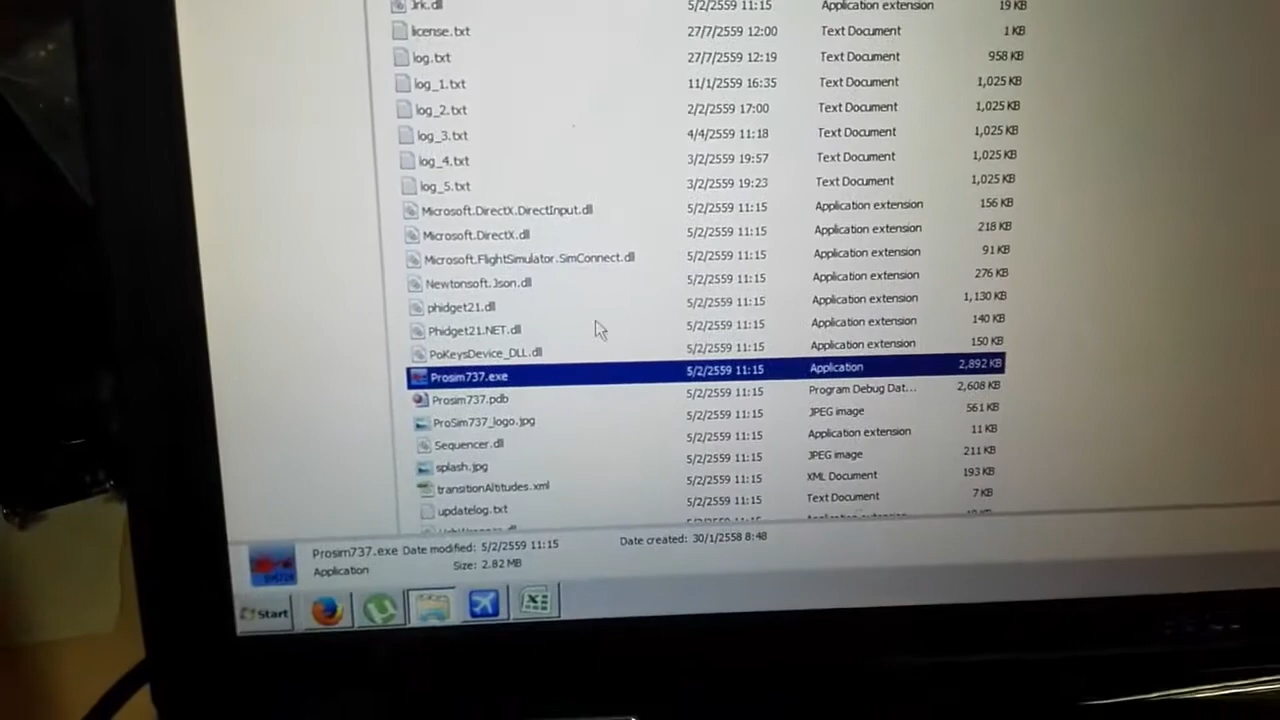 Jrk.dll 5/2/2559 11:15 Application extension 19 KB
license.txt 27/7/2559 12:00 Text Document 1 KB
log.txt 27/7/2559 12:19 Text Document 958 KB
log_1.txt 11/1/2559 16:35 Text Document 1,025 KB
log_2.txt 2/2/2559 17:00 Text Document 1,025 KB
log_3.txt 4/4/2559 11:18 Text Document 1,025 KB
log_4.txt 3/2/2559 19:57 Text Document 1,025 KB
log_5.txt 3/2/2559 19:23 Text Document 1,025 KB
Microsoft.DirectX.DirectInput.dll 5/2/2559 11:15 Application extension 156 KB
Microsoft.DirectX.dll 5/2/2559 11:15 Application extension 218 KB
Microsoft.FlightSimulator.SimConnect.dll 5/2/2559 11:15 Application extension 91 KB
Newtonsoft.Json.dll 5/2/2559 11:15 Application extension 276 KB
phidget21.dll 5/2/2559 11:15 Application extension 1,130 KB
Phidget21.NET.dll 5/2/2559 11:15 Application extension 140 KB
PoKeysDevice_DLL.dll 5/2/2559 11:15 Application extension 150 KB
Prosim737.exe 5/2/2559 11:15 Application 2,892 KB
Prosim737.pdb 5/2/2559 11:15 Program Debug Dat... 2,608 KB
ProSim737_logo.jpg 5/2/2559 11:15 JPEG image 561 KB
Sequencer.dll 5/2/2559 11:15 Application extension 11 KB
splash.jpg 5/2/2559 11:15 JPEG image 211 KB
transitionAltitudes.xml 5/2/2559 11:15 XML Document 193 KB
updatelog.txt 5/2/2559 11:15 Text Document 7 KB
Prosim737.exe Date modified: 5/2/2559 11:15 Date created: 30/1/2558 8:48
Application Size: 2.82 MB
Start